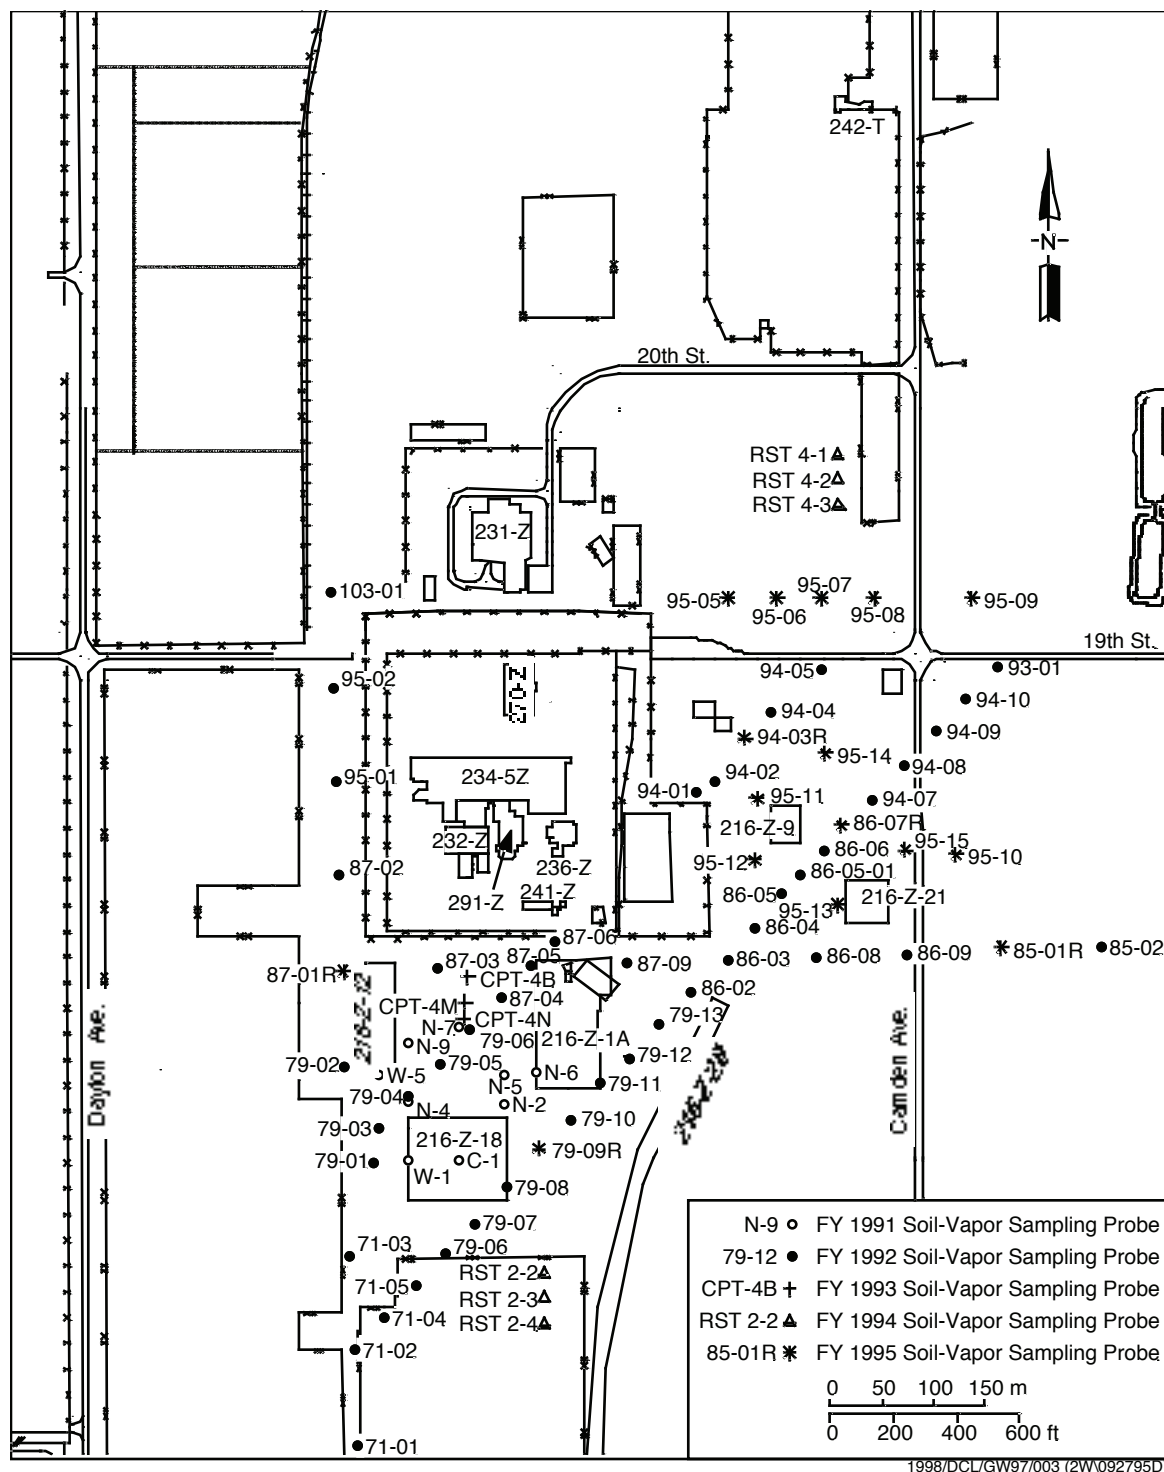 242-T
N
20th St.
RST 4-1
RST 4-2
RST 4-3
231-Z
103-01
95-05
95-06
95-07
95-08
95-09
19th St.
95-02
270-Z
94-05
93-01
94-10
94-04
94-09
94-03R
95-14
94-08
234-5Z
95-01
94-02
94-01
95-11
94-07
216-Z-9
86-07R
232-Z
236-Z
86-06
95-15
95-10
95-12
87-02
291-Z
241-Z
86-05-01
86-05
216-Z-21
95-13
86-04
87-06
87-01R
87-03
87-05
87-09
86-03
86-08
86-09
85-01R
85-02
216-Z-12
CPT-4B
87-04
86-02
CPT-4M
CPT-4N
N-7
79-06
216-Z-1A
79-13
N-9
79-05
79-12
79-02
W-5
N-5
N-6
79-11
Dayton Ave.
Camden Ave.
79-04
N-4
N-2
79-10
79-03
216-Z-18
79-09R
79-01
W-1
C-1
79-08
79-07
71-03
79-06
RST 2-2
71-05
RST 2-3
71-04
RST 2-4
71-02
71-01
N-9 FY 1991 Soil-Vapor Sampling Probe
79-12 FY 1992 Soil-Vapor Sampling Probe
CPT-4B FY 1993 Soil-Vapor Sampling Probe
RST 2-2 FY 1994 Soil-Vapor Sampling Probe
85-01R FY 1995 Soil-Vapor Sampling Probe
0 50 100 150 m
0 200 400 600 ft
1998/DCL/GW97/003 (2W\092795D